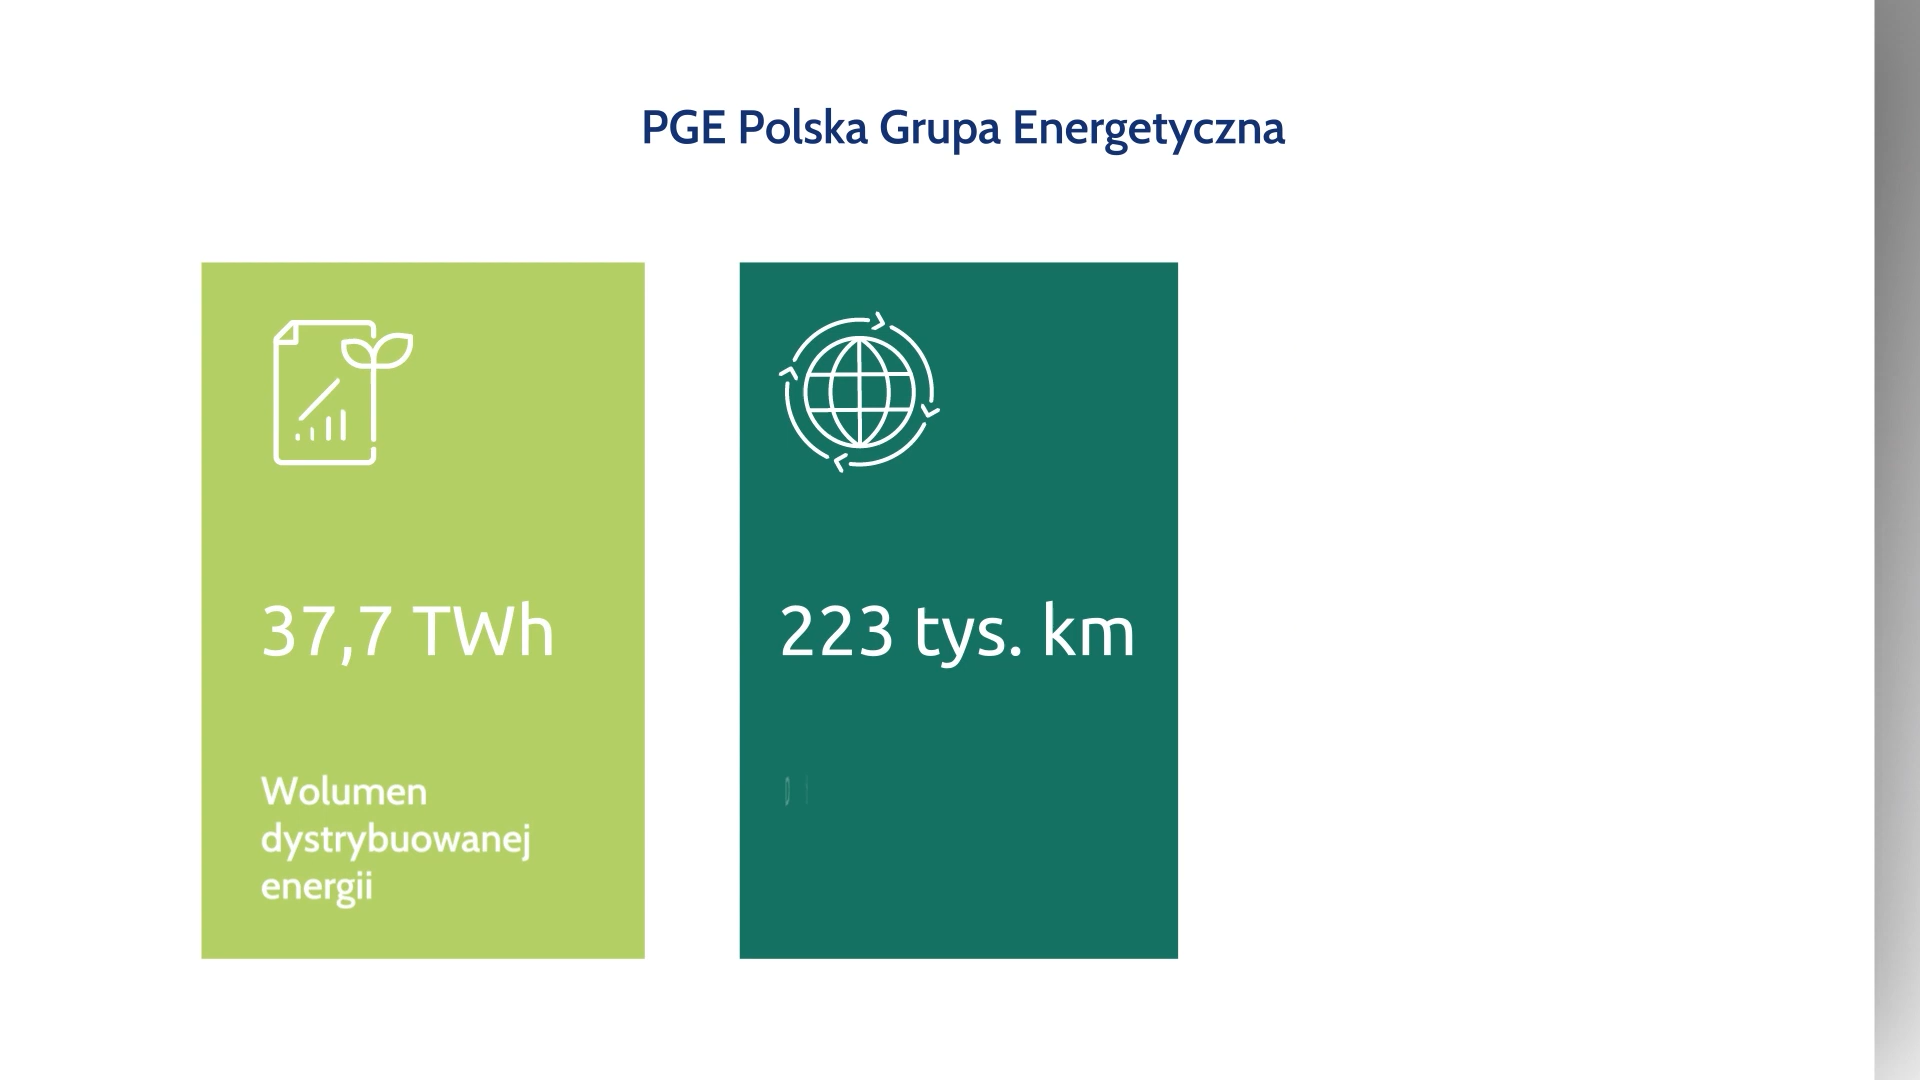 PGE Polska Grupa Energetyczna
37,7 TWh
223 tys. km
Wolumen
dystrybuowanej
energii